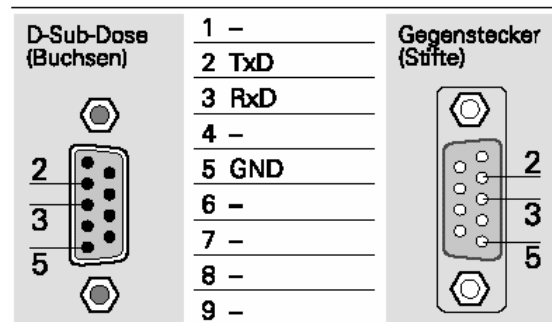 D-Sub-Dose
(Buchsen)
2
3
5
1 –
2 TxD
3 RxD
4 –
5 GND
6 –
7 –
8 –
9 –
Gegenstecker
(Stifte)
2
3
5